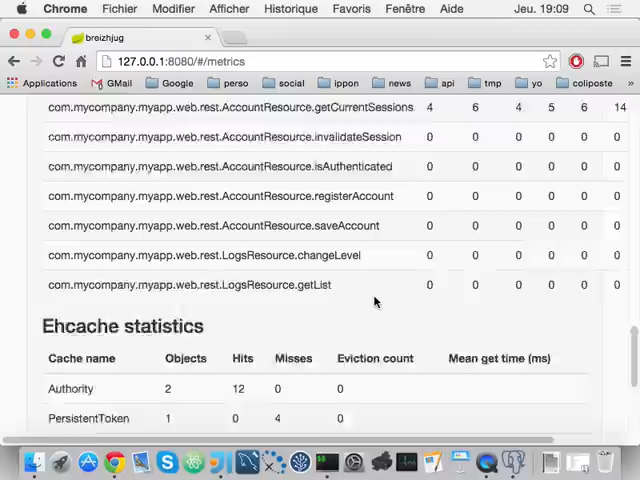 Chrome Fichier Modifier Afficher Historique Favoris Fenêtre Aide Jeu. 19:09
breizhjug
127.0.0.1:8080/#/metrics
Applications GMail Google perso social ippon news api tmp yo coliposte »
com.mycompany.myapp.web.rest.AccountResource.getCurrentSessions 4 6 4 5 6 14
com.mycompany.myapp.web.rest.AccountResource.invalidateSession 0 0 0 0 0 0
com.mycompany.myapp.web.rest.AccountResource.isAuthenticated 0 0 0 0 0 0
com.mycompany.myapp.web.rest.AccountResource.registerAccount 0 0 0 0 0 0
com.mycompany.myapp.web.rest.AccountResource.saveAccount 0 0 0 0 0 0
com.mycompany.myapp.web.rest.LogsResource.changeLevel 0 0 0 0 0 0
com.mycompany.myapp.web.rest.LogsResource.getList 0 0 0 0 0 0
Ehcache statistics
Cache name Objects Hits Misses Eviction count Mean get time (ms)
Authority 2 12 0 0
PersistentToken 1 0 4 0